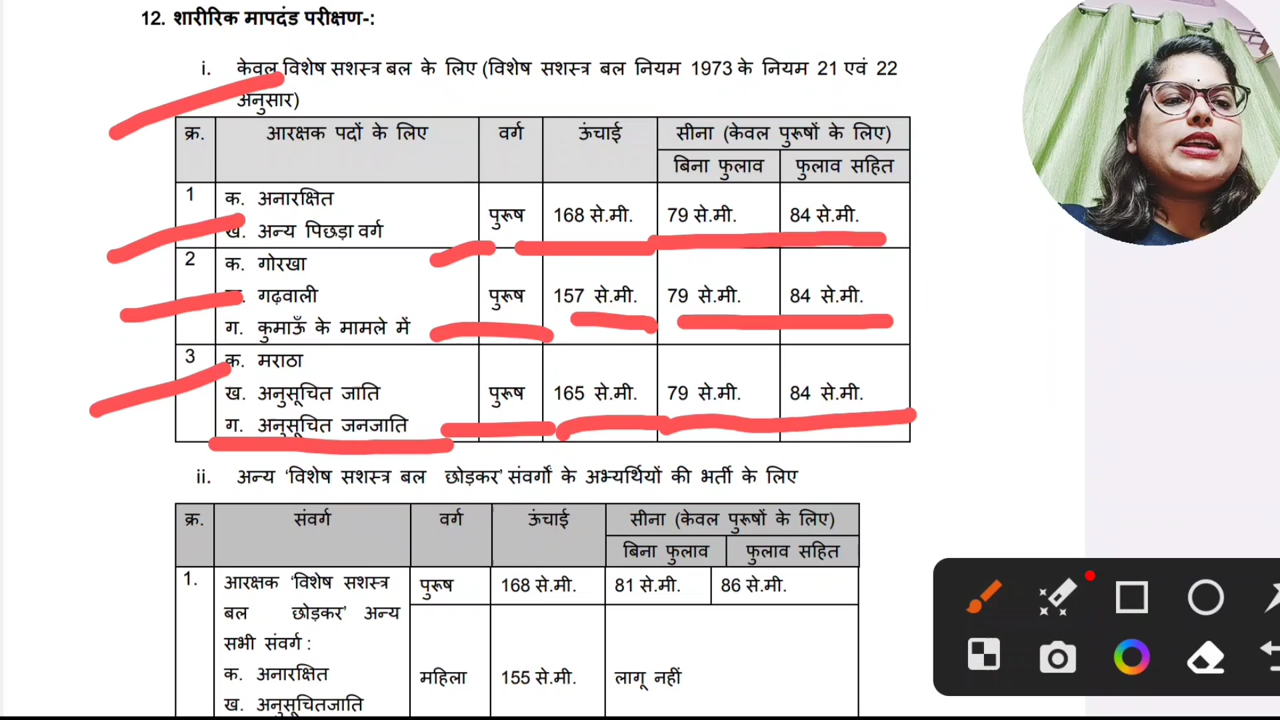 12. शारीरिक मापदंड परीक्षण-:
i. केवल विशेष सशस्त्र बल के लिए (विशेष सशस्त्र बल नियम 1973 के नियम 21 एवं 22
अनुसार)
क्र. आरक्षक पदों के लिए वर्ग ऊंचाई सीना (केवल पुरूषों के लिए)
बिना फुलाव फुलाव सहित
1 क. अनारक्षित
ख. अन्य पिछड़ा वर्ग
पुरूष 168 से.मी. 79 से.मी. 84 से.मी.
2 क. गोरखा
गढ़वाली
ग. कुमाऊँ के मामले में
पुरूष 157 से.मी. 79 से.मी. 84 से.मी.
3 क. मराठा
ख. अनुसूचित जाति
ग. अनुसूचित जनजाति
पुरूष 165 से.मी. 79 से.मी. 84 से.मी.
ii. अन्य ‘विशेष सशस्त्र बल छोड़कर’ संवर्गों के अभ्यर्थियों की भर्ती के लिए
क्र. संवर्ग वर्ग ऊंचाई सीना (केवल पुरूषों के लिए)
बिना फुलाव फुलाव सहित
1. आरक्षक ‘विशेष सशस्त्र
बल छोड़कर’ अन्य
सभी संवर्ग :
क. अनारक्षित
ख. अनुसूचितजाति
पुरूष 168 से.मी. 81 से.मी. 86 से.मी.
महिला 155 से.मी. लागू नहीं